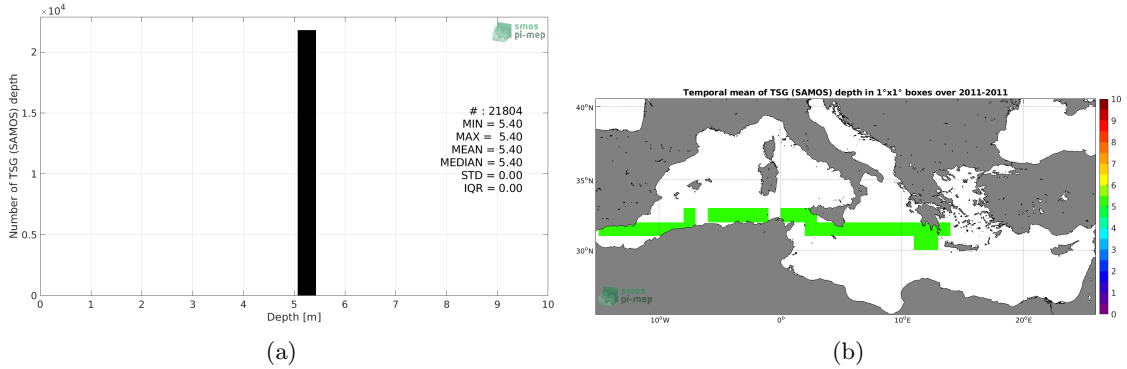 ×10⁴
2
1.5
1
0.5
0
Number of TSG (SAMOS) depth
smos
pi-mep
# : 21804
MIN = 5.40
MAX = 5.40
MEAN = 5.40
MEDIAN = 5.40
STD = 0.00
IQR = 0.00
0 1 2 3 4 5 6 7 8 9 10
Depth [m]
(a)
Temporal mean of TSG (SAMOS) depth in 1°x1° boxes over 2011-2011
40°N
35°N
30°N
10°W 0° 10°E 20°E
smos
pi-mep
10
9
8
7
6
5
4
3
2
1
0
(b)